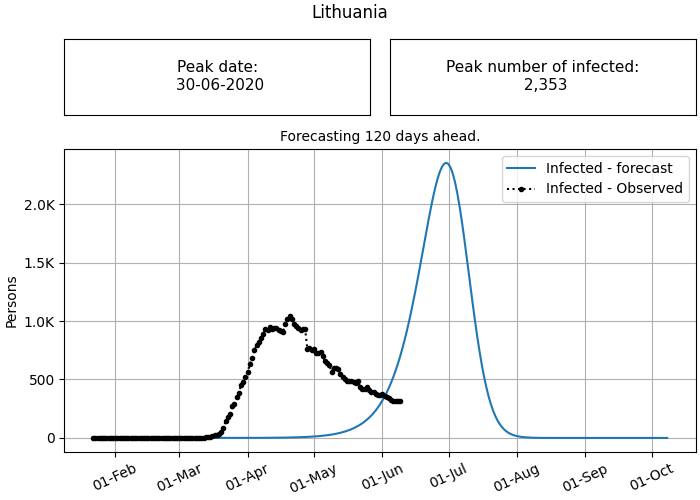 Lithuania
Peak date:
30-06-2020
Peak number of infected:
2,353
Forecasting 120 days ahead.
Infected - forecast
Infected - Observed
2.0K
1.5K
1.0K
500
0
Persons
01-Feb
01-Mar
01-Apr
01-May
01-Jun
01-Jul
01-Aug
01-Sep
01-Oct